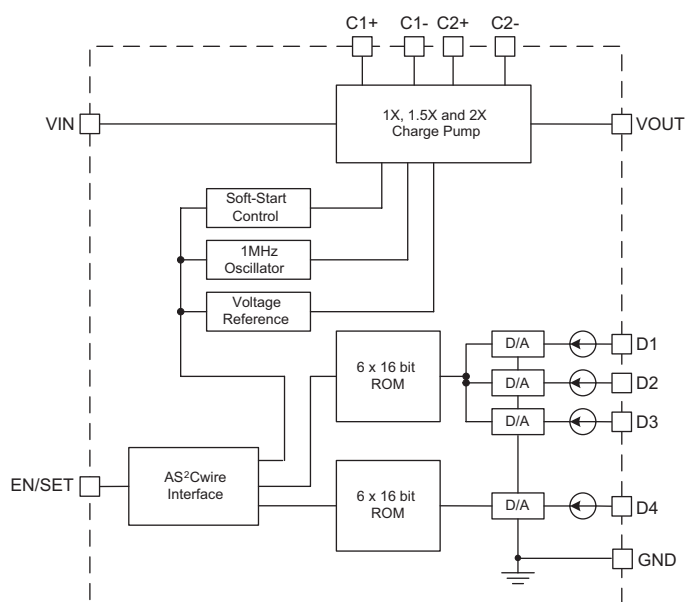 C1+ C1- C2+ C2-
VIN
1X, 1.5X and 2X
Charge Pump
VOUT
Soft-Start
Control
1MHz
Oscillator
Voltage
Reference
6 x 16 bit
ROM
D/A
D1
D/A
D2
D/A
D3
EN/SET
AS²Cwire
Interface
6 x 16 bit
ROM
D/A
D4
GND